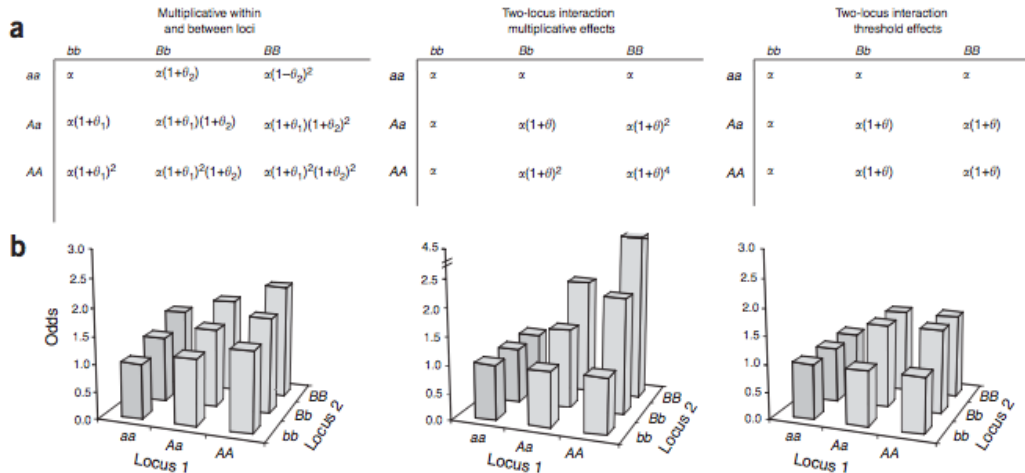 a
Multiplicative within
and between loci
bb Bb BB
aa α α(1+θ₂) α(1−θ₂)²
Aa α(1+θ₁) α(1+θ₁)(1+θ₂) α(1+θ₁)(1+θ₂)²
AA α(1+θ₁)² α(1+θ₁)²(1+θ₂) α(1+θ₁)²(1+θ₂)²
Two-locus interaction
multiplicative effects
bb Bb BB
aa α α α
Aa α α(1+θ) α(1+θ)²
AA α α(1+θ)² α(1+θ)⁴
Two-locus interaction
threshold effects
bb Bb BB
aa α α α
Aa α α(1+θ) α(1+θ)
AA α α(1+θ) α(1+θ)
b
Odds
3.0
2.5
2.0
1.5
1.0
0.5
0.0
aa Aa AA
Locus 1
bb Bb BB
Locus 2
4.5
2.5
2.0
1.5
1.0
0.5
0.0
aa Aa AA
Locus 1
bb Bb BB
Locus 2
3.0
2.5
2.0
1.5
1.0
0.5
0.0
aa Aa AA
Locus 1
bb Bb BB
Locus 2